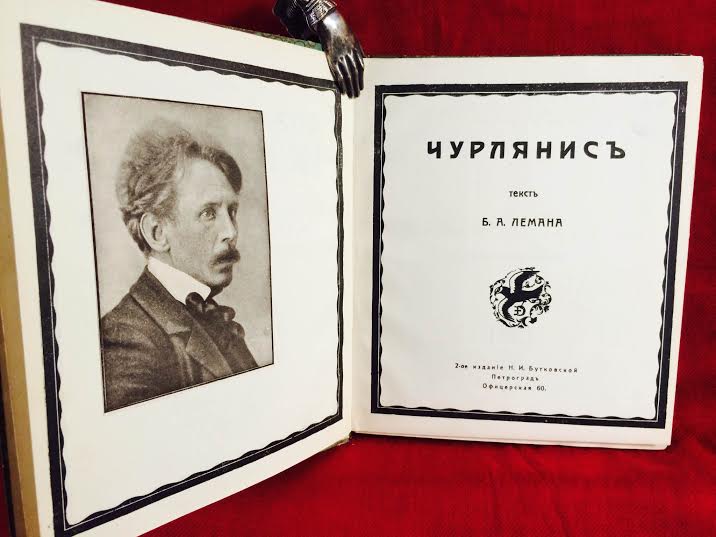 ЧУРЛЯНИСЪ
ТЕКСТЪ
Б. А. ЛЕМАНА
2-ое изданіе Н. И. Бутковской
Петроградъ
Офицерская 60.